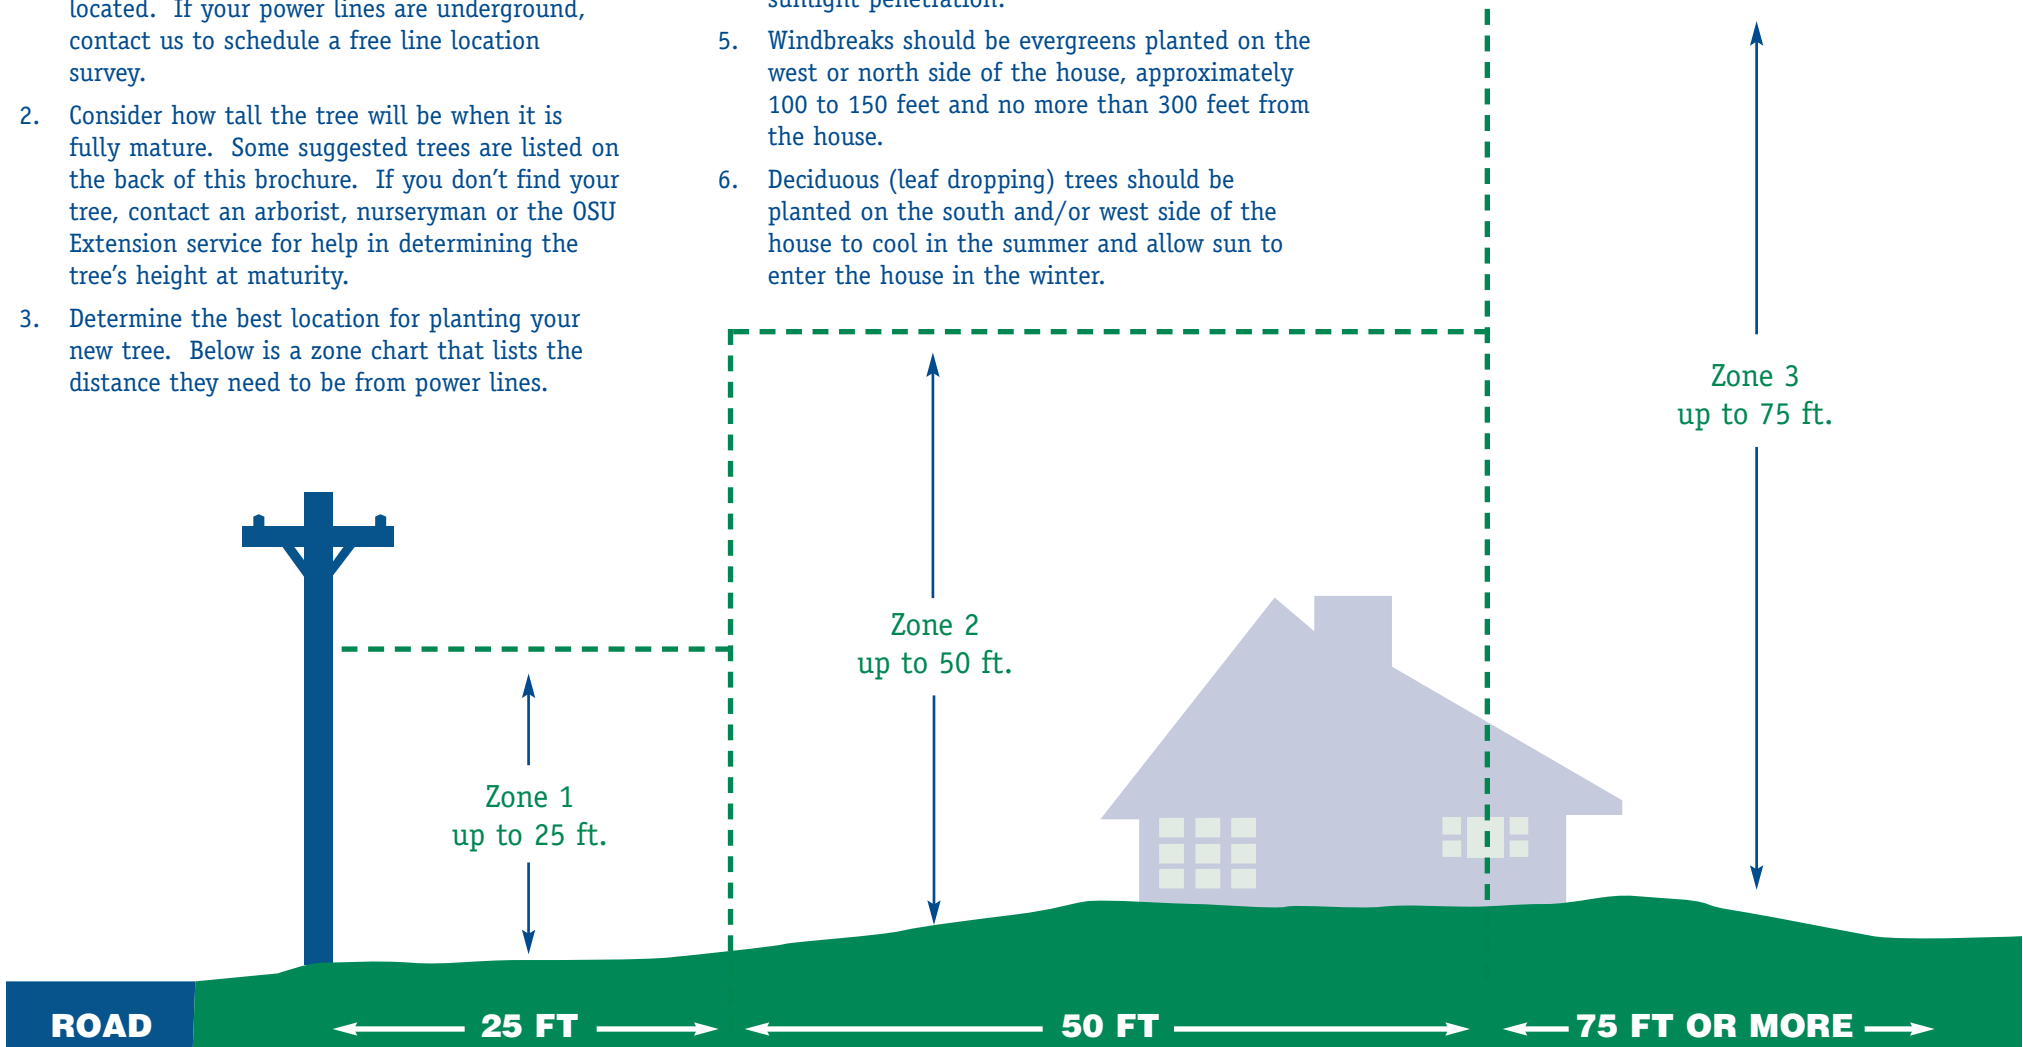 located.  If your power lines are underground,
contact us to schedule a free line location
survey.
2. Consider how tall the tree will be when it is
fully mature.  Some suggested trees are listed on
the back of this brochure.  If you don't find your
tree, contact an arborist, nurseryman or the OSU
Extension service for help in determining the
tree's height at maturity.
3. Determine the best location for planting your
new tree.  Below is a zone chart that lists the
distance they need to be from power lines.
sunlight penetration.
5. Windbreaks should be evergreens planted on the
west or north side of the house, approximately
100 to 150 feet and no more than 300 feet from
the house.
6. Deciduous (leaf dropping) trees should be
planted on the south and/or west side of the
house to cool in the summer and allow sun to
enter the house in the winter.
Zone 1
up to 25 ft.
Zone 2
up to 50 ft.
Zone 3
up to 75 ft.
ROAD
25 FT
50 FT
75 FT OR MORE